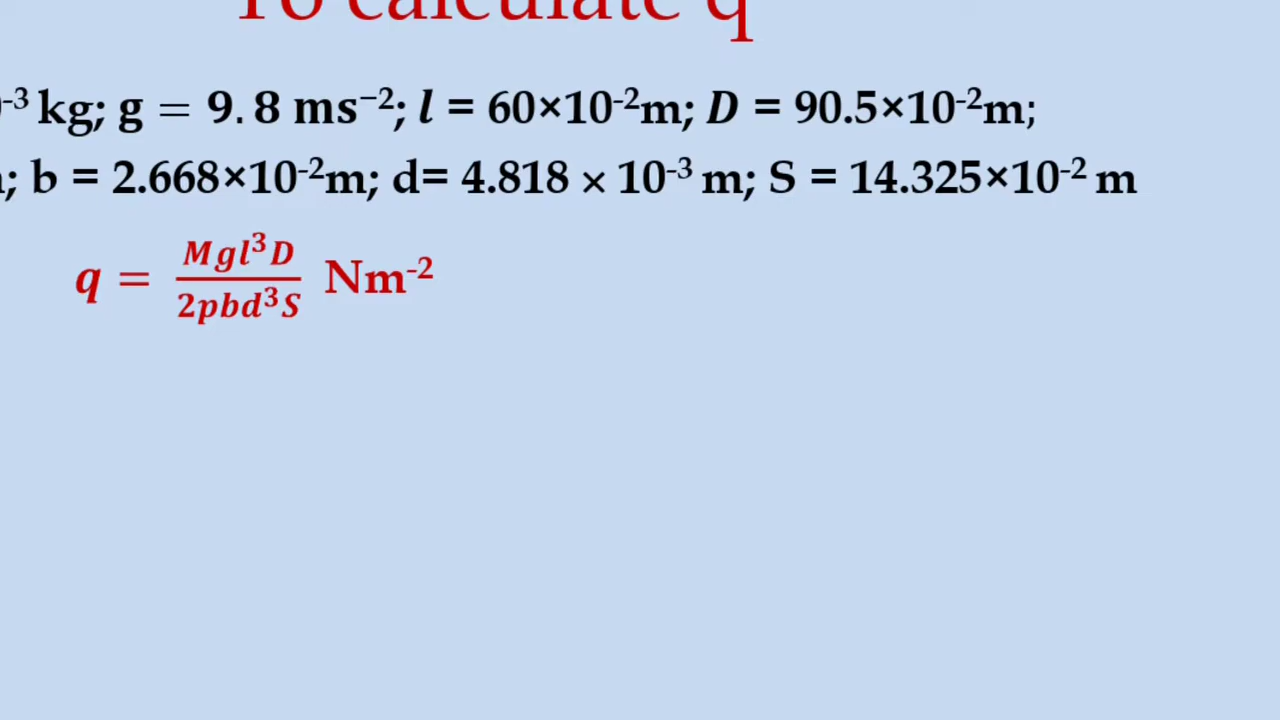 To calculate q
-3 kg; g = 9.8 ms⁻²; l = 60×10⁻²m; D = 90.5×10⁻²m;
; b = 2.668×10⁻²m; d= 4.818 × 10⁻³ m; S = 14.325×10⁻² m
q = Mgl³D / 2pbd³S Nm⁻²